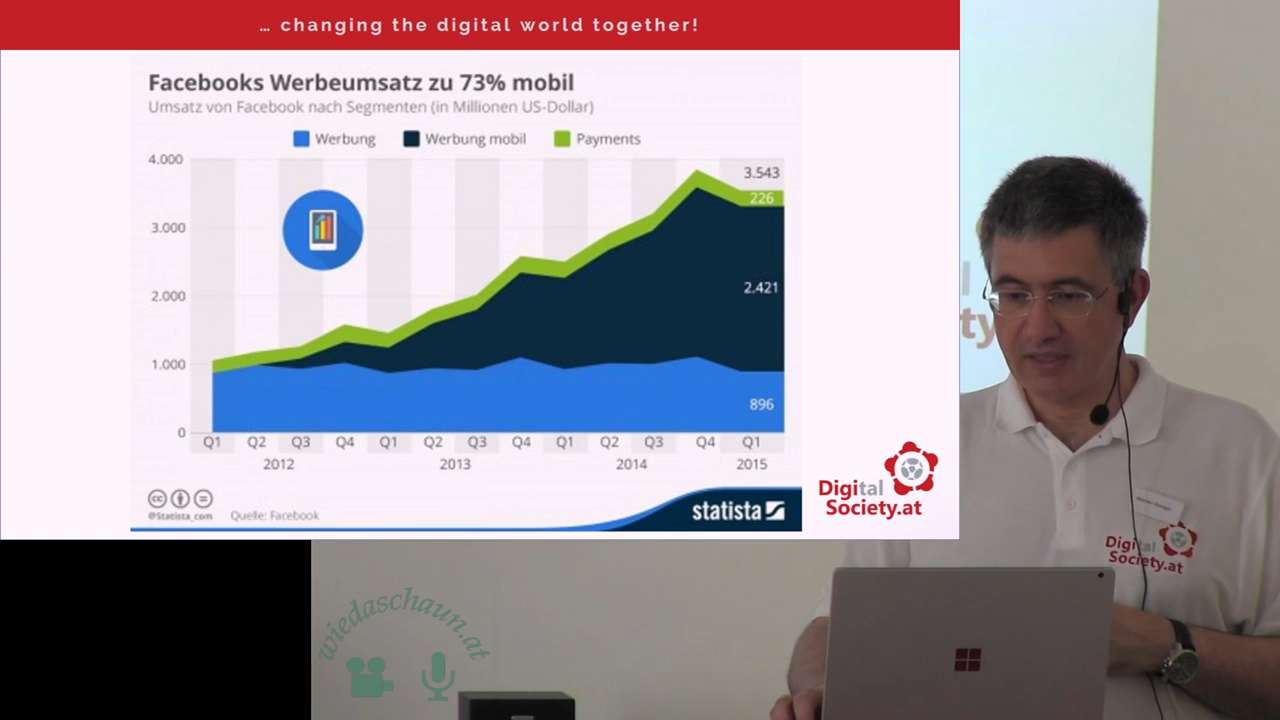 … changing the digital world together!
Facebooks Werbeumsatz zu 73% mobil
Umsatz von Facebook nach Segmenten (in Millionen US-Dollar)
Werbung Werbung mobil Payments
4.000
3.000
2.000
1.000
0
3.543
226
2.421
896
Q1 Q2 Q3 Q4 Q1 Q2 Q3 Q4 Q1 Q2 Q3 Q4 Q1
2012 2013 2014 2015
@Statista_com Quelle: Facebook
statista
Digital
Society.at
ty
Digital
Society.at
wiedaschaun.at